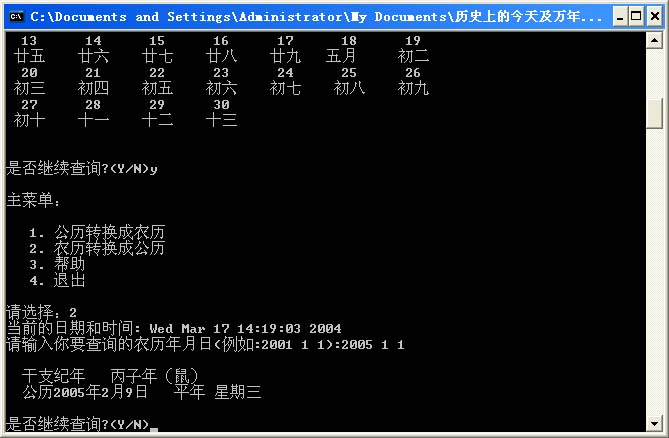 C:\Documents and Settings\Administrator\My Documents\历史上的今天及万年...
13 14 15 16 17 18 19
廿五 廿六 廿七 廿八 廿九 五月 初二
20 21 22 23 24 25 26
初三 初四 初五 初六 初七 初八 初九
27 28 29 30
初十 十一 十二 十三
是否继续查询?(Y/N)y
主菜单:
1. 公历转换成农历
2. 农历转换成公历
3. 帮助
4. 退出
请选择: 2
当前的日期和时间: Wed Mar 17 14:19:03 2004
请输入你要查询的农历年月日(例如:2001 1 1):2005 1 1
干支纪年 丙子年（鼠）
公历2005年2月9日 平年 星期三
是否继续查询?(Y/N)